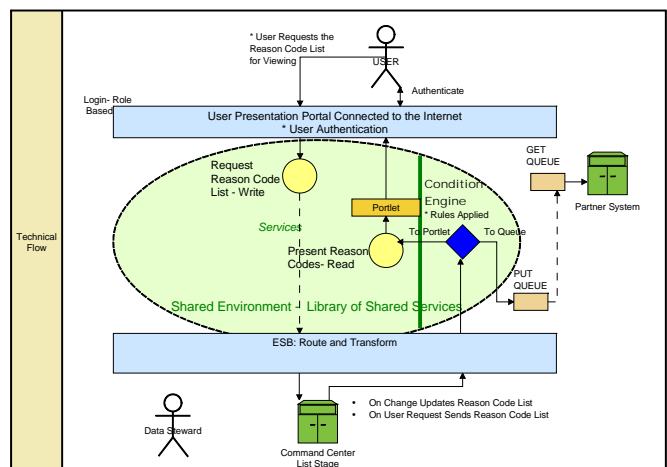 * User Requests the
Reason Code List
for Viewing
USER
Authenticate
Login- Role
Based
User Presentation Portal Connected to the Internet
* User Authentication
GET
QUEUE
Request
Reason Code
List - Write
Condition
Engine
* Rules Applied
Portlet
Partner System
Services
To Portlet
To Queue
Technical
Flow
Present Reason
Codes- Read
PUT
QUEUE
Shared Environment - Library of Shared Services
ESB: Route and Transform
• On Change Updates Reason Code List
• On User Request Sends Reason Code List
Data Steward
Command Center
List Stage